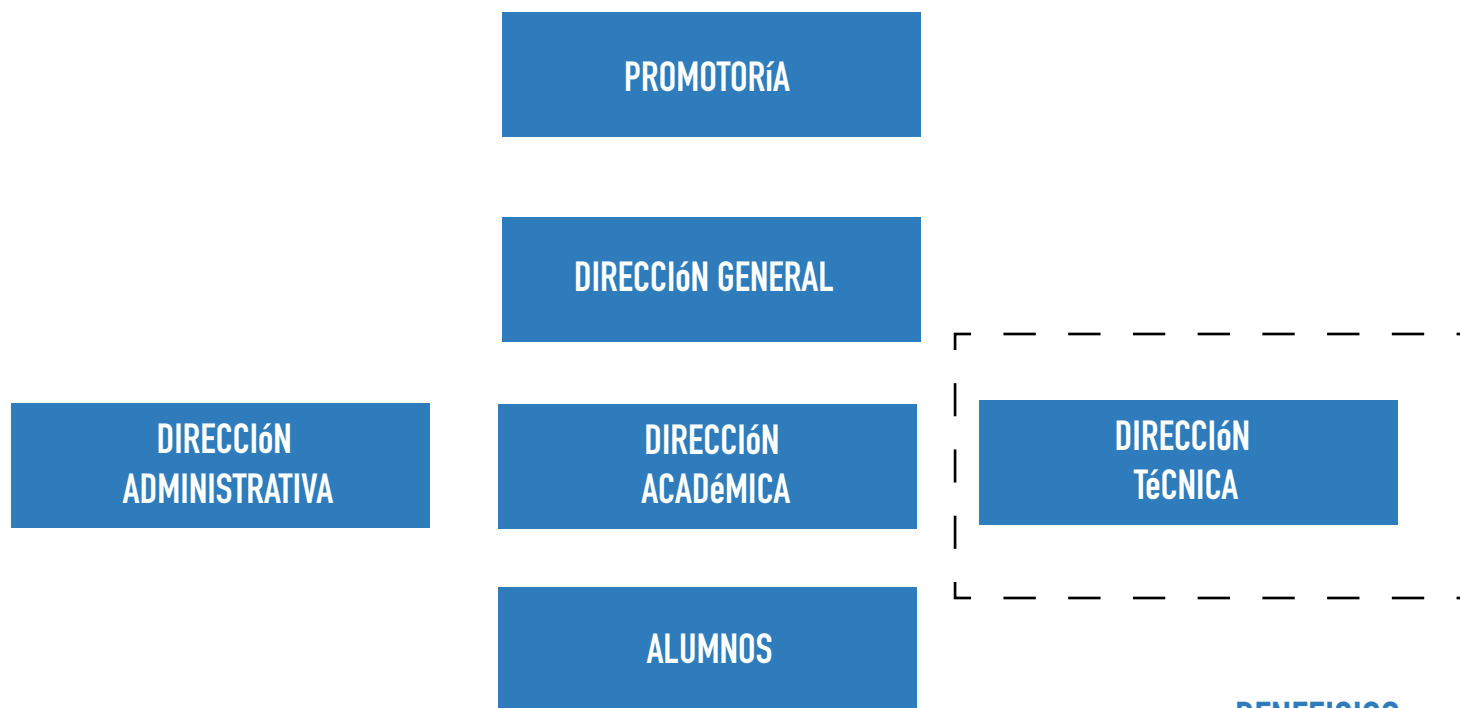 PROMOTORíA
DIRECCIóN GENERAL
DIRECCIóN
ADMINISTRATIVA
DIRECCIóN
ACADéMICA
DIRECCIóN
TéCNICA
ALUMNOS